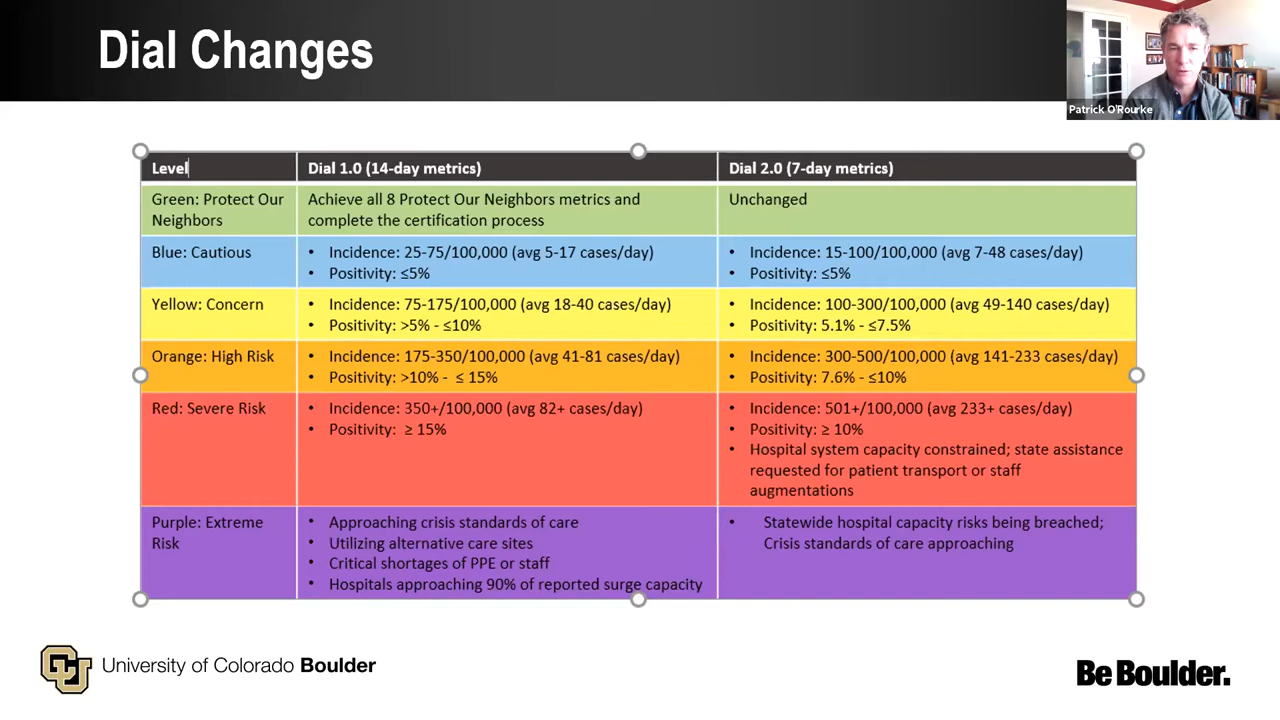 Dial Changes
Patrick O'Rourke
Level
Dial 1.0 (14-day metrics)
Dial 2.0 (7-day metrics)
Green: Protect Our
Neighbors
Achieve all 8 Protect Our Neighbors metrics and
complete the certification process
Unchanged
Blue: Cautious
• Incidence: 25-75/100,000 (avg 5-17 cases/day)
• Positivity: ≤5%
• Incidence: 15-100/100,000 (avg 7-48 cases/day)
• Positivity: ≤5%
Yellow: Concern
• Incidence: 75-175/100,000 (avg 18-40 cases/day)
• Positivity: >5% - ≤10%
• Incidence: 100-300/100,000 (avg 49-140 cases/day)
• Positivity: 5.1% - ≤7.5%
Orange: High Risk
• Incidence: 175-350/100,000 (avg 41-81 cases/day)
• Positivity: >10% - ≤ 15%
• Incidence: 300-500/100,000 (avg 141-233 cases/day)
• Positivity: 7.6% - ≤10%
Red: Severe Risk
• Incidence: 350+/100,000 (avg 82+ cases/day)
• Positivity: ≥ 15%
• Incidence: 501+/100,000 (avg 233+ cases/day)
• Positivity: ≥ 10%
• Hospital system capacity constrained; state assistance
requested for patient transport or staff
augmentations
Purple: Extreme
Risk
• Approaching crisis standards of care
• Utilizing alternative care sites
• Critical shortages of PPE or staff
• Hospitals approaching 90% of reported surge capacity
• Statewide hospital capacity risks being breached;
Crisis standards of care approaching
CU
University of Colorado Boulder
Be Boulder.